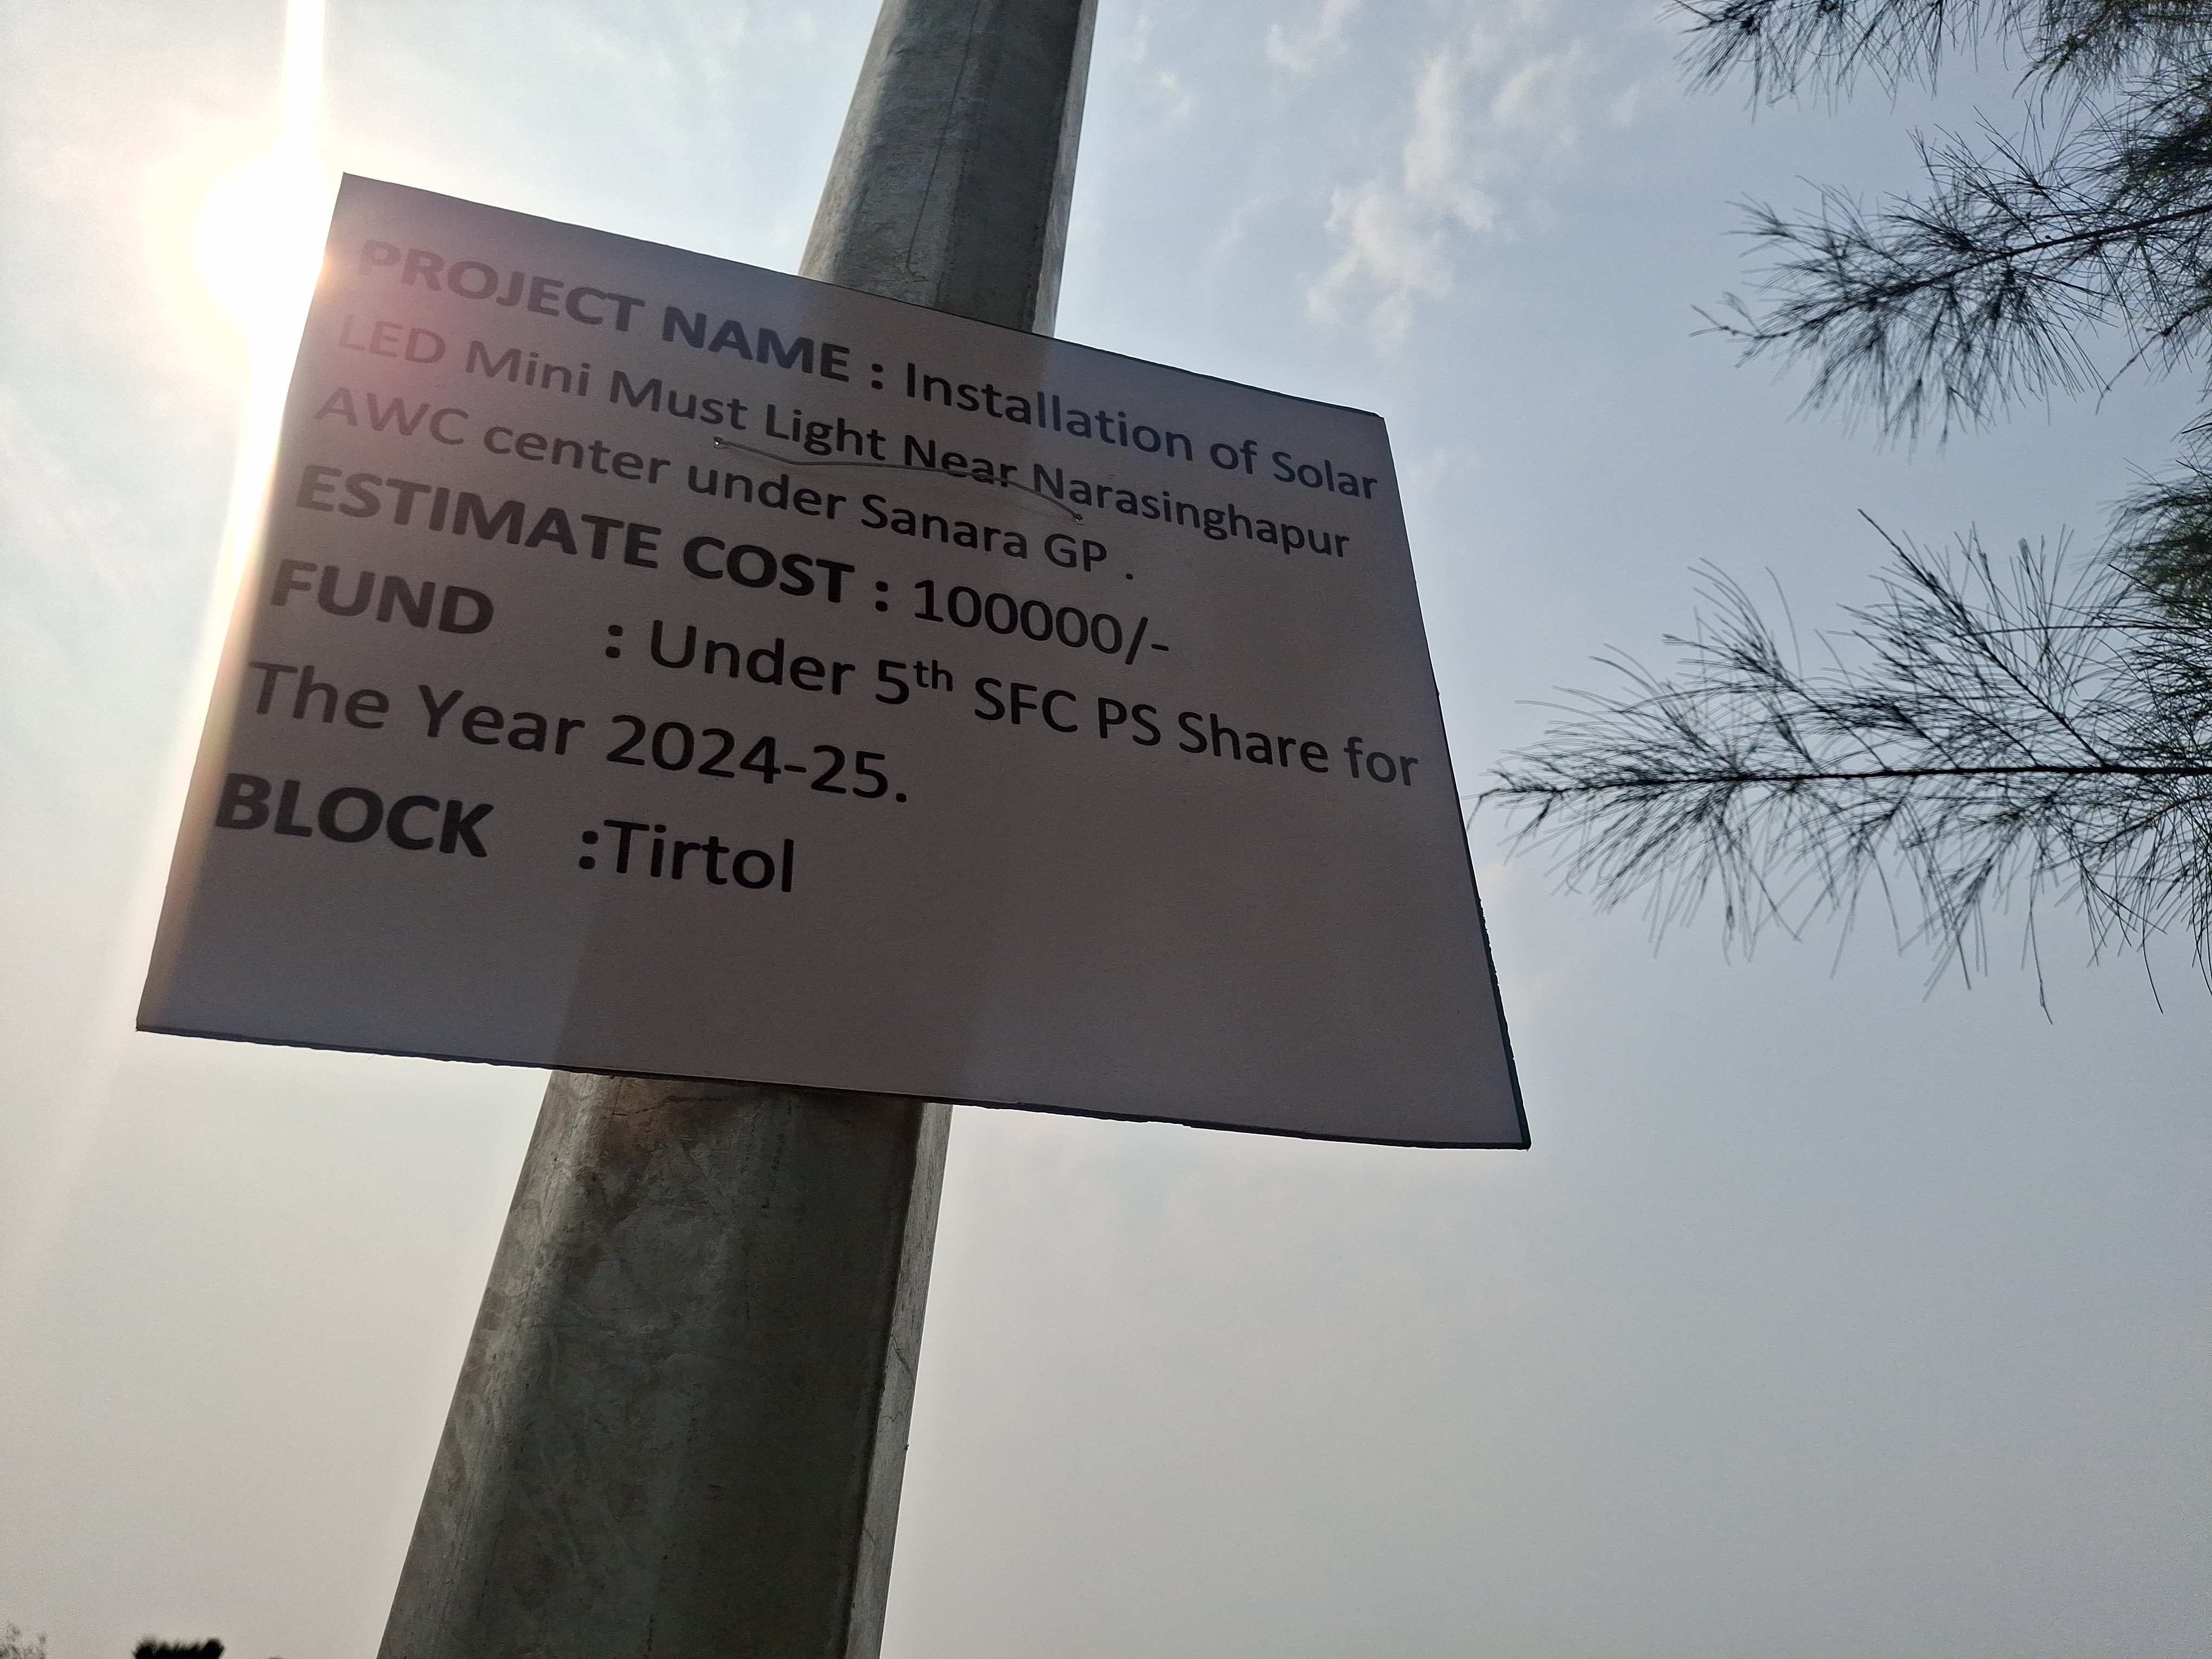 PROJECT NAME : Installation of Solar
LED Mini Must Light Near Narasinghapur
AWC center under Sanara GP .
ESTIMATE COST : 100000/-
FUND : Under 5th SFC PS Share for
The Year 2024-25.
BLOCK :Tirtol